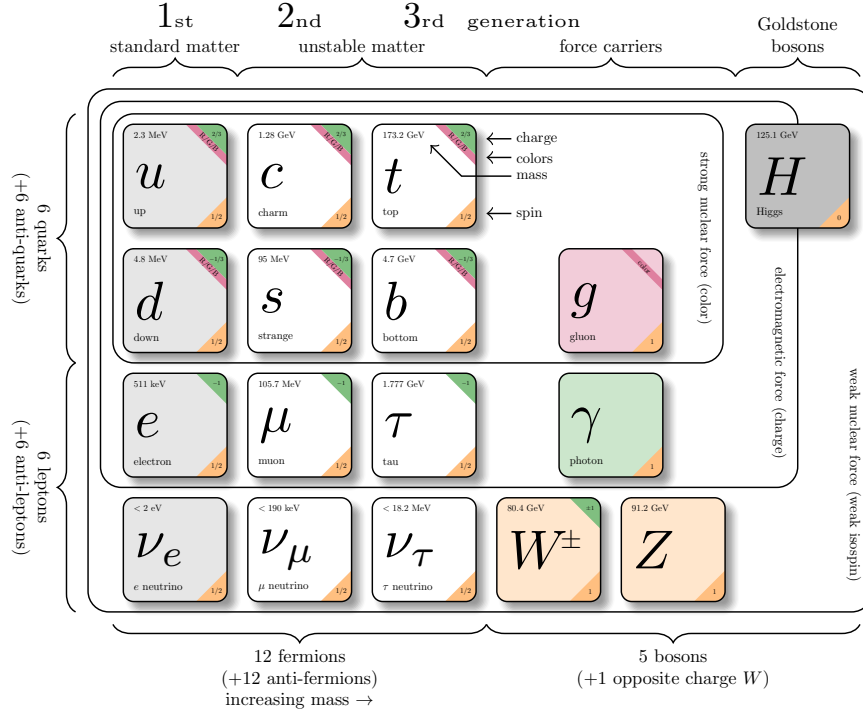 1st 2nd 3rd generation
Goldstone
bosons
standard matter
unstable matter
force carriers
2.3 MeV
2/3
R/G/B
u
up
1/2
1.28 GeV
2/3
R/G/B
c
charm
1/2
173.2 GeV
2/3
R/G/B
t
top
1/2
charge
colors
mass
spin
125.1 GeV
H
Higgs
0
4.8 MeV
−1/3
R/G/B
d
down
1/2
95 MeV
−1/3
R/G/B
s
strange
1/2
4.7 GeV
−1/3
R/G/B
b
bottom
1/2
color
g
gluon
1
strong nuclear force (color)
6 quarks
(+6 anti-quarks)
511 keV
−1
e
electron
1/2
105.7 MeV
−1
μ
muon
1/2
1.777 GeV
−1
τ
tau
1/2
γ
photon
1
electromagnetic force (charge)
6 leptons
(+6 anti-leptons)
< 2 eV
νe
e neutrino
1/2
< 190 keV
νμ
μ neutrino
1/2
< 18.2 MeV
ντ
τ neutrino
1/2
80.4 GeV
±1
W±
1
91.2 GeV
Z
1
weak nuclear force (weak isospin)
12 fermions
(+12 anti-fermions)
increasing mass →
5 bosons
(+1 opposite charge W)